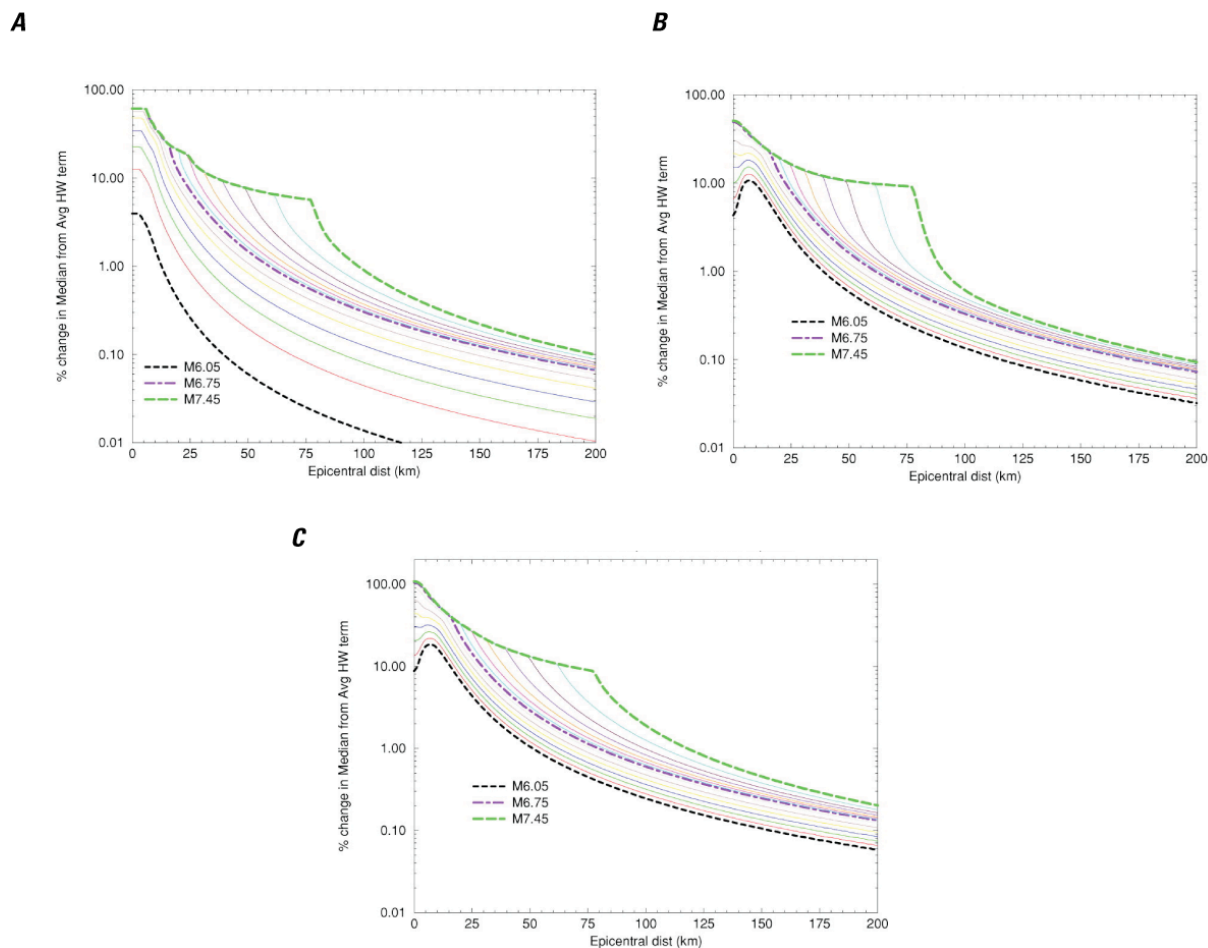 A
% change in Median from Avg HW term
100.00
10.00
1.00
0.10
0.01
M6.05
M6.75
M7.45
0 25 50 75 100 125 150 175 200
Epicentral dist (km)
B
% change in Median from Avg HW term
100.00
10.00
1.00
0.10
0.01
M6.05
M6.75
M7.45
0 25 50 75 100 125 150 175 200
Epicentral dist (km)
C
% change in Median from Avg HW term
100.00
10.00
1.00
0.10
0.01
M6.05
M6.75
M7.45
0 25 50 75 100 125 150 175 200
Epicentral dist (km)